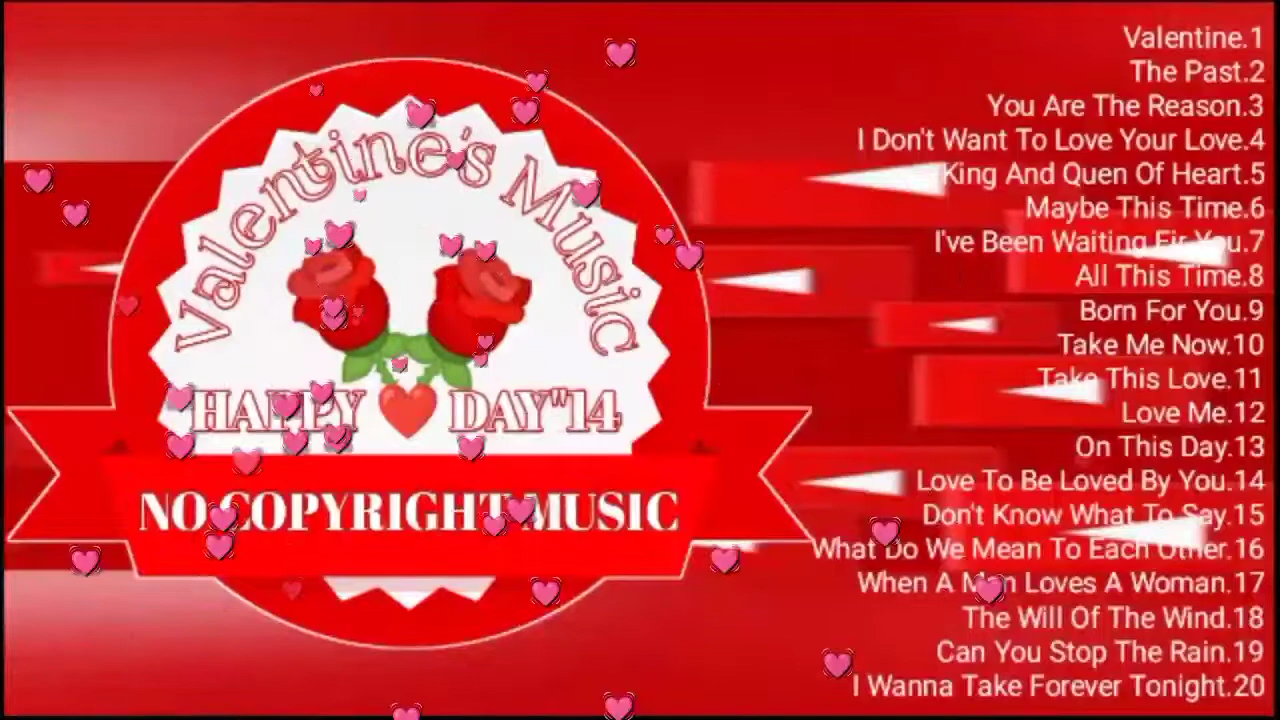 Valentine's Music
HAPPY DAY"14
NO COPYRIGHT MUSIC
Valentine.1
The Past.2
You Are The Reason.3
I Don't Want To Love Your Love.4
King And Quen Of Heart.5
Maybe This Time.6
I've Been Waiting Fir You.7
All This Time.8
Born For You.9
Take Me Now.10
Take This Love.11
Love Me.12
On This Day.13
Love To Be Loved By You.14
Don't Know What To Say.15
What Do We Mean To Each Other.16
When A Man Loves A Woman.17
The Will Of The Wind.18
Can You Stop The Rain.19
I Wanna Take Forever Tonight.20